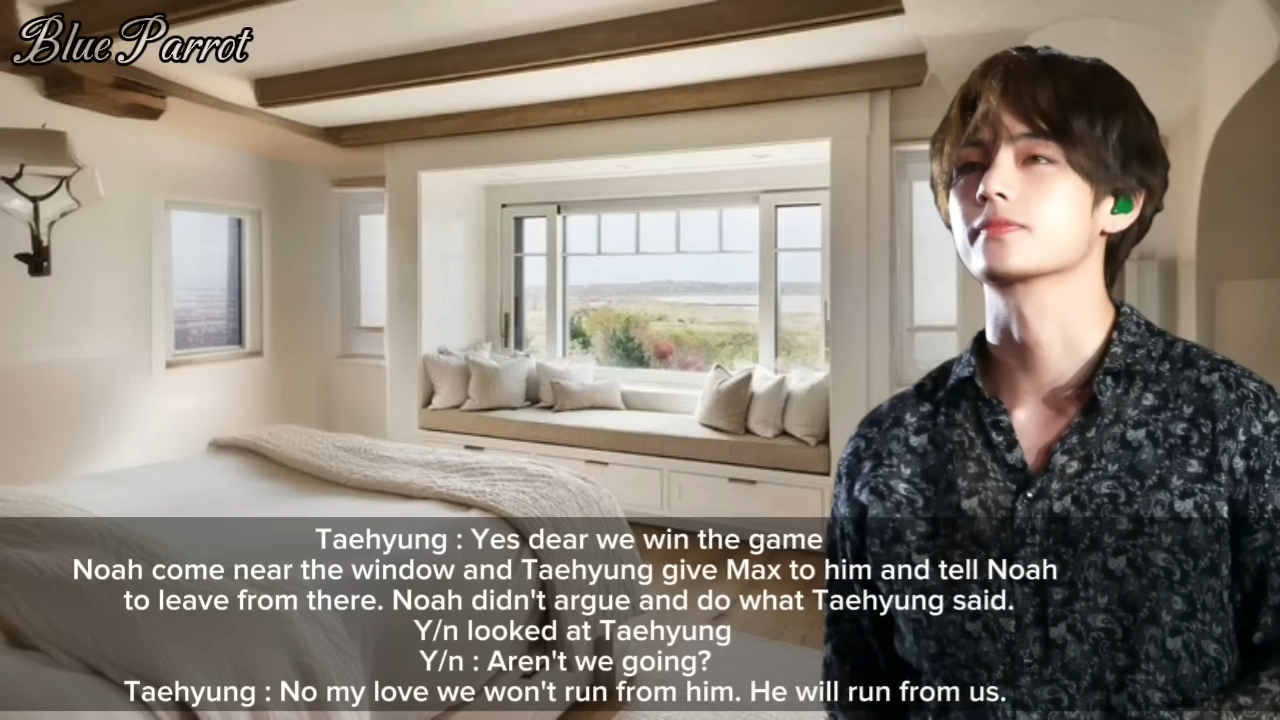 Blue Parrot
Taehyung : Yes dear we win the game
Noah come near the window and Taehyung give Max to him and tell Noah
to leave from there. Noah didn't argue and do what Taehyung said.
Y/n looked at Taehyung
Y/n : Aren't we going?
Taehyung : No my love we won't run from him. He will run from us.